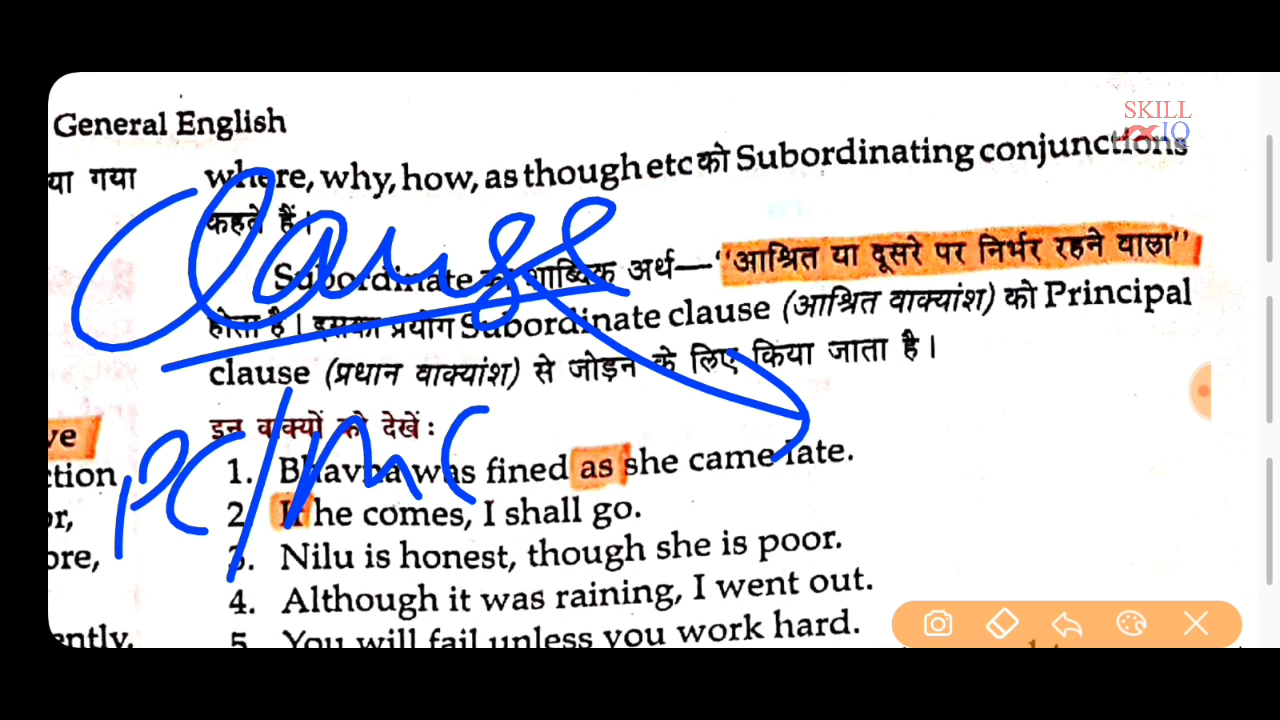 SKILL
IQ
General English
या गया
where, why, how, as though etc को Subordinating conjunctions
कहते हैं।
Subordinate का शाब्दिक अर्थ—"आश्रित या दूसरे पर निर्भर रहने वाला"
होता है। इसका प्रयोग Subordinate clause (आश्रित वाक्यांश) को Principal
clause (प्रधान वाक्यांश) से जोड़ने के लिए किया जाता है।
Clause
PC/MC
इन वाक्यों को देखें:
1. Bhavna was fined as she came late.
2. If he comes, I shall go.
3. Nilu is honest, though she is poor.
4. Although it was raining, I went out.
5. You will fail unless you work hard.
ve
ction
or,
ore,
ently.